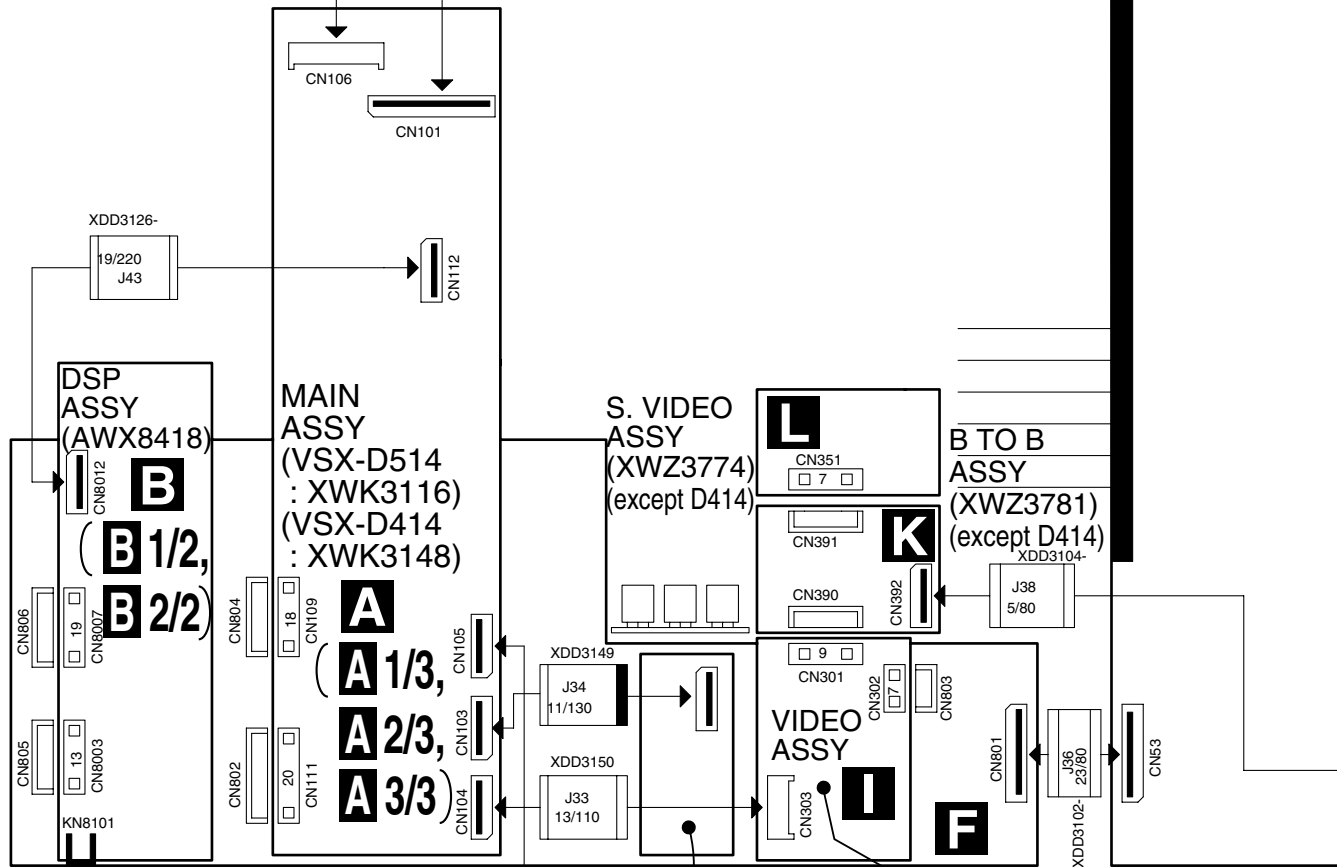 CN106
CN101
XDD3126-
19/220
J43
CN112
DSP
ASSY
(AWX8418)
CN8012
B
( B 1/2,
B 2/2)
CN806
19
CN8007
CN805
13
CN8003
KN8101
MAIN
ASSY
(VSX-D514
: XWK3116)
(VSX-D414
: XWK3148)
CN804
18
CN109
A
( A 1/3,
A 2/3,
A 3/3)
CN802
20
CN111
CN105
CN103
CN104
XDD3149
J34
11/130
XDD3150
J33
13/110
S. VIDEO
ASSY
(XWZ3774)
(except D414)
L
CN351
7
CN391
K
CN390
CN392
B TO B
ASSY
(XWZ3781)
(except D414)
XDD3104-
J38
5/80
9
CN301
CN302
7
CN803
VIDEO
ASSY
I
CN303
F
CN801
J36
23/80
XDD3102-
CN53